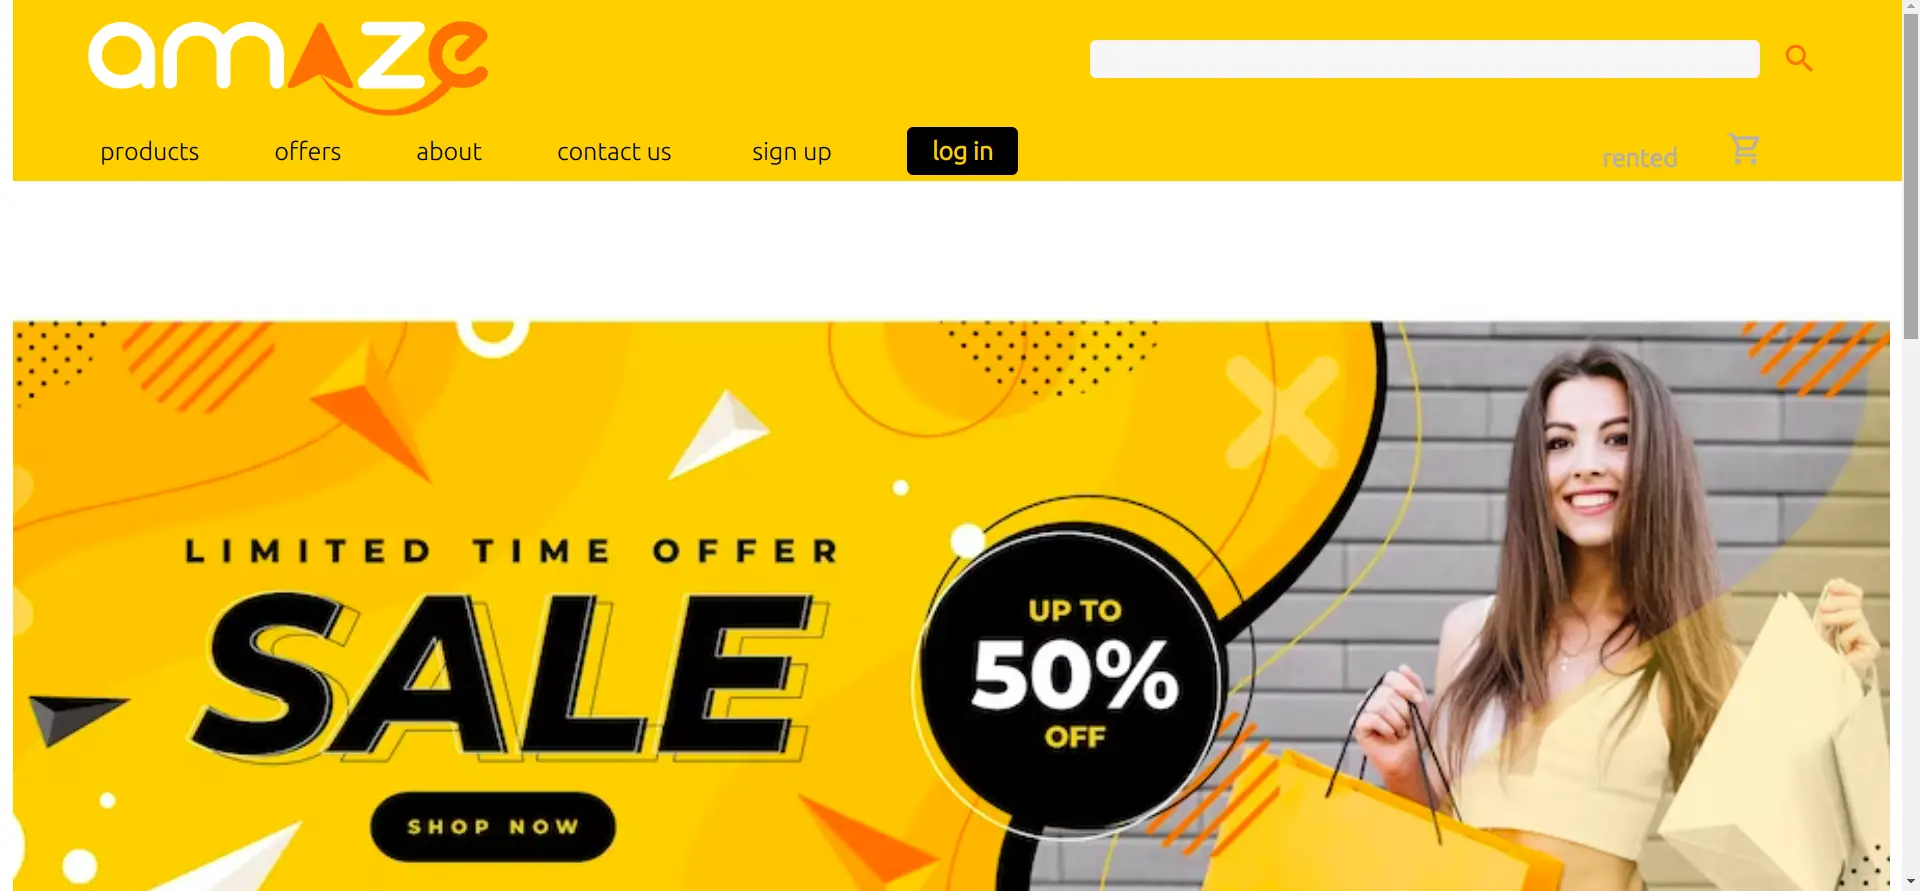 amaze
products offers about contact us sign up log in rented
LIMITED TIME OFFER
SALE
SHOP NOW
UP TO
50%
OFF